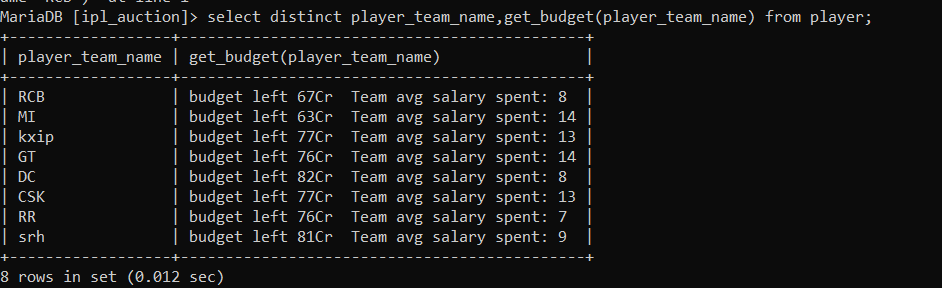 MariaDB [ipl_auction]> select distinct player_team_name,get_budget(player_team_name) from player;
+------------------+-------------------------------------------+
| player_team_name | get_budget(player_team_name)              |
+------------------+-------------------------------------------+
| RCB              | budget left 67Cr  Team avg salary spent: 8  |
| MI               | budget left 63Cr  Team avg salary spent: 14 |
| kxip             | budget left 77Cr  Team avg salary spent: 13 |
| GT               | budget left 76Cr  Team avg salary spent: 14 |
| DC               | budget left 82Cr  Team avg salary spent: 8  |
| CSK              | budget left 77Cr  Team avg salary spent: 13 |
| RR               | budget left 76Cr  Team avg salary spent: 7  |
| srh              | budget left 81Cr  Team avg salary spent: 9  |
+------------------+-------------------------------------------+
8 rows in set (0.012 sec)